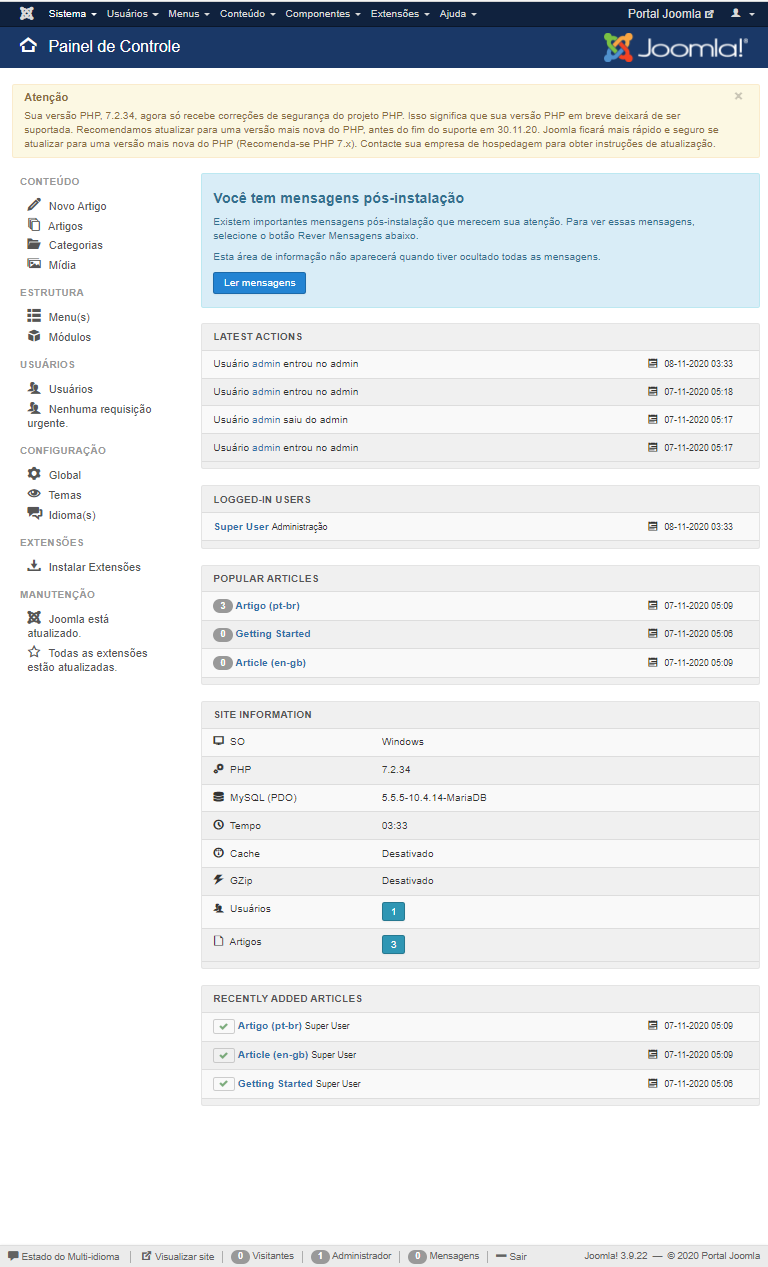 Sistema Usuários Menus Conteúdo Componentes Extensões Ajuda Portal Joomla
Painel de Controle Joomla!®
Atenção ×
Sua versão PHP, 7.2.34, agora só recebe correções de segurança do projeto PHP. Isso significa que sua versão PHP em breve deixará de ser
suportada. Recomendamos atualizar para uma versão mais nova do PHP, antes do fim do suporte em 30.11.20. Joomla ficará mais rápido e seguro se
atualizar para uma versão mais nova do PHP (Recomenda-se PHP 7.x). Contacte sua empresa de hospedagem para obter instruções de atualização.
CONTEÚDO
Novo Artigo
Artigos
Categorias
Mídia
ESTRUTURA
Menu(s)
Módulos
USUÁRIOS
Usuários
Nenhuma requisição
urgente.
CONFIGURAÇÃO
Global
Temas
Idioma(s)
EXTENSÕES
Instalar Extensões
MANUTENÇÃO
Joomla está
atualizado.
Todas as extensões
estão atualizadas.
Você tem mensagens pós-instalação
Existem importantes mensagens pós-instalação que merecem sua atenção. Para ver essas mensagens,
selecione o botão Rever Mensagens abaixo.
Esta área de informação não aparecerá quando tiver ocultado todas as mensagens.
Ler mensagens
LATEST ACTIONS
Usuário admin entrou no admin 08-11-2020 03:33
Usuário admin entrou no admin 07-11-2020 05:18
Usuário admin saiu do admin 07-11-2020 05:17
Usuário admin entrou no admin 07-11-2020 05:17
LOGGED-IN USERS
Super User Administração 08-11-2020 03:33
POPULAR ARTICLES
3 Artigo (pt-br) 07-11-2020 05:09
0 Getting Started 07-11-2020 05:06
0 Article (en-gb) 07-11-2020 05:09
SITE INFORMATION
SO Windows
PHP 7.2.34
MySQL (PDO) 5.5.5-10.4.14-MariaDB
Tempo 03:33
Cache Desativado
GZip Desativado
Usuários 1
Artigos 3
RECENTLY ADDED ARTICLES
Artigo (pt-br) Super User 07-11-2020 05:09
Article (en-gb) Super User 07-11-2020 05:09
Getting Started Super User 07-11-2020 05:06
Estado do Multi-idioma | Visualizar site | 0 Visitantes | 1 Administrador | 0 Mensagens | Sair Joomla! 3.9.22 — © 2020 Portal Joomla